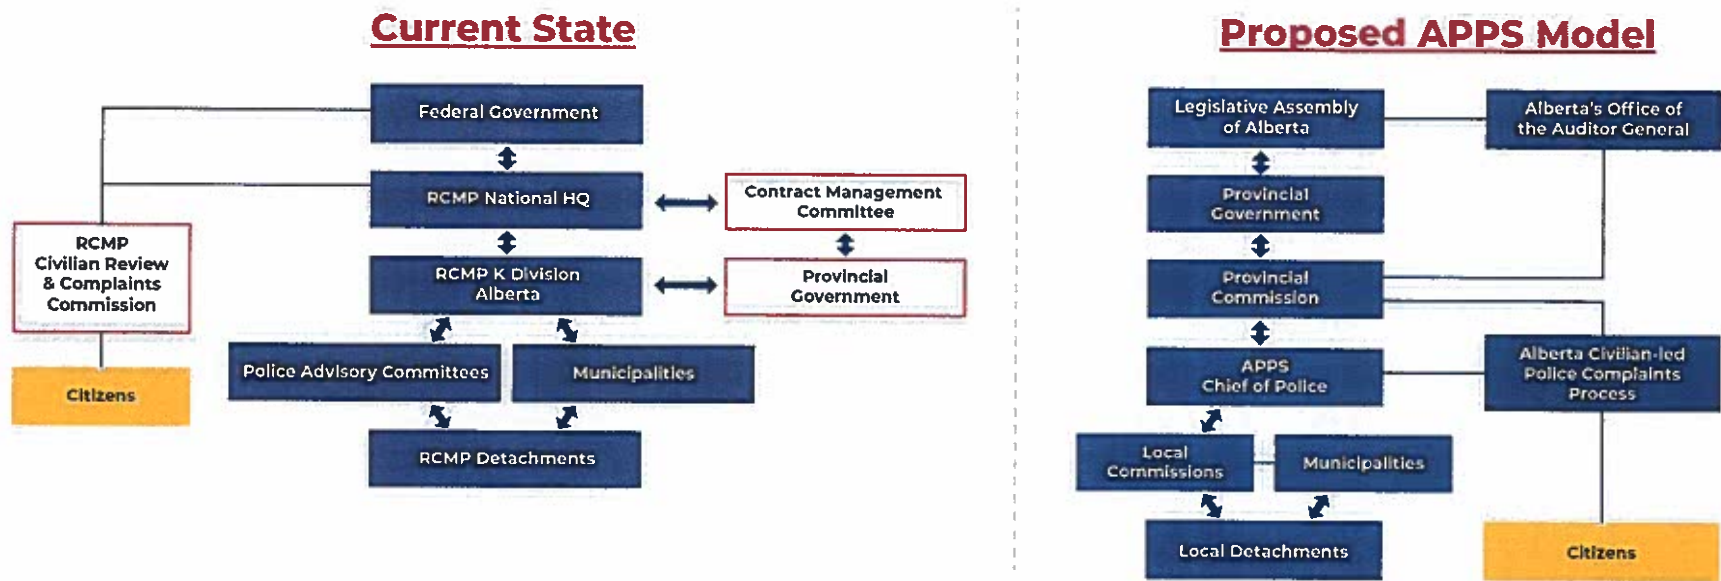 Current State
Federal Government
RCMP National HQ
Contract Management
Committee
RCMP
Civilian Review
& Complaints
Commission
RCMP K Division
Alberta
Provincial
Government
Police Advisory Committees
Municipalities
Citizens
RCMP Detachments
Proposed APPS Model
Legislative Assembly
of Alberta
Alberta's Office of
the Auditor General
Provincial
Government
Provincial
Commission
APPS
Chief of Police
Alberta Civilian-led
Police Complaints
Process
Local
Commissions
Municipalities
Local Detachments
Citizens